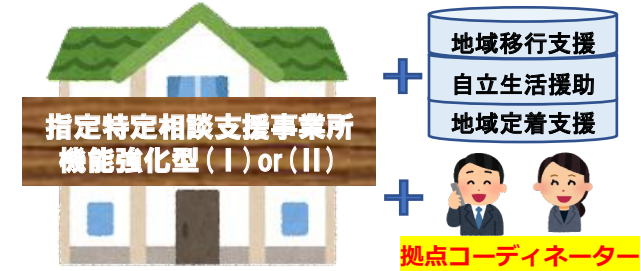 指定特定相談支援事業所
機能強化型(Ⅰ)or(Ⅱ)
地域移行支援
自立生活援助
地域定着支援
拠点コーディネーター